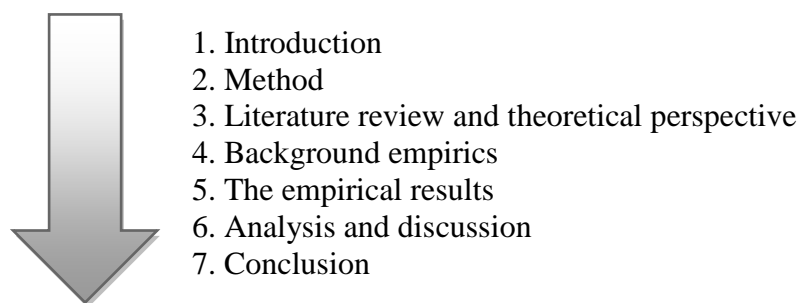 1. Introduction
2. Method
3. Literature review and theoretical perspective
4. Background empirics
5. The empirical results
6. Analysis and discussion
7. Conclusion